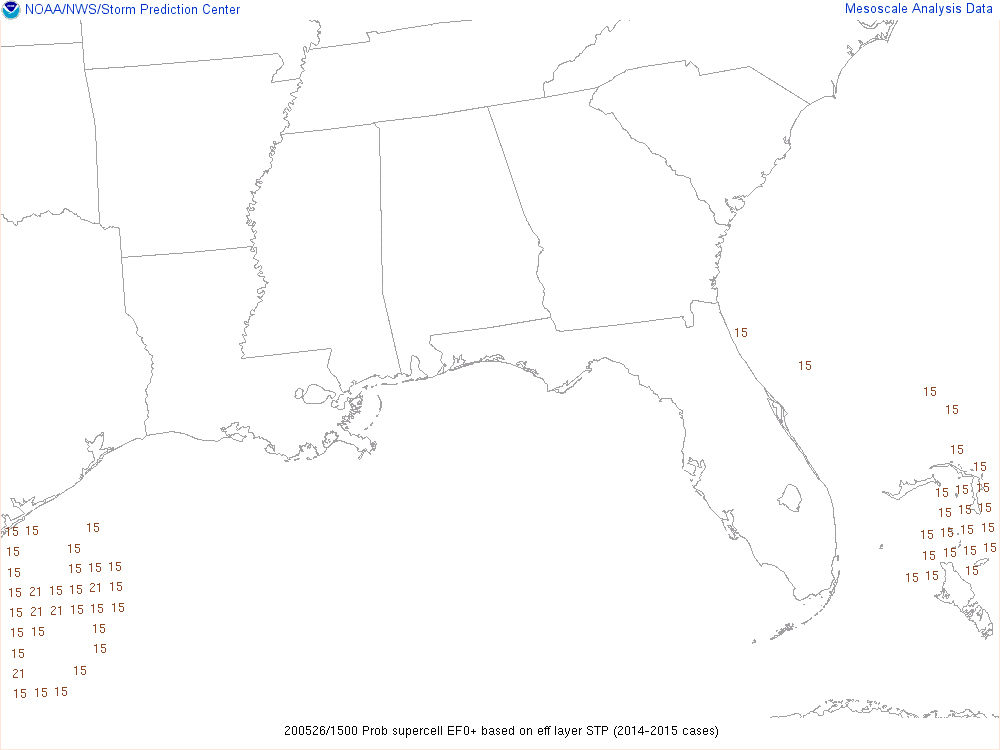 NOAA/NWS/Storm Prediction Center Mesoscale Analysis Data
15
15
15
15
15
15
15 15 15
15 15 15
15 15 15 15 15 15 15
15 15 15 15 15 15
15 15 15 15 15 15 15
15 21 15 15 21 15
15 21 21 15 15 15
15 15 15
15 15
21 15
15 15 15
200526/1500 Prob supercell EF0+ based on eff layer STP (2014-2015 cases)